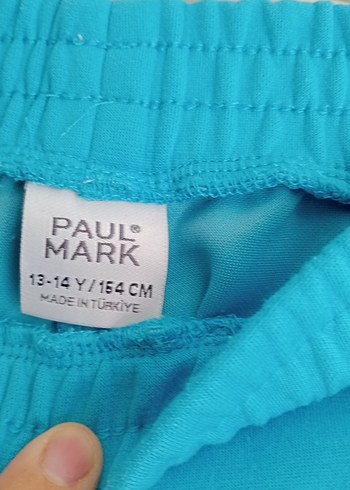 PAUL®
MARK
13-14 Y / 164 CM
MADE IN TÜRKİYE